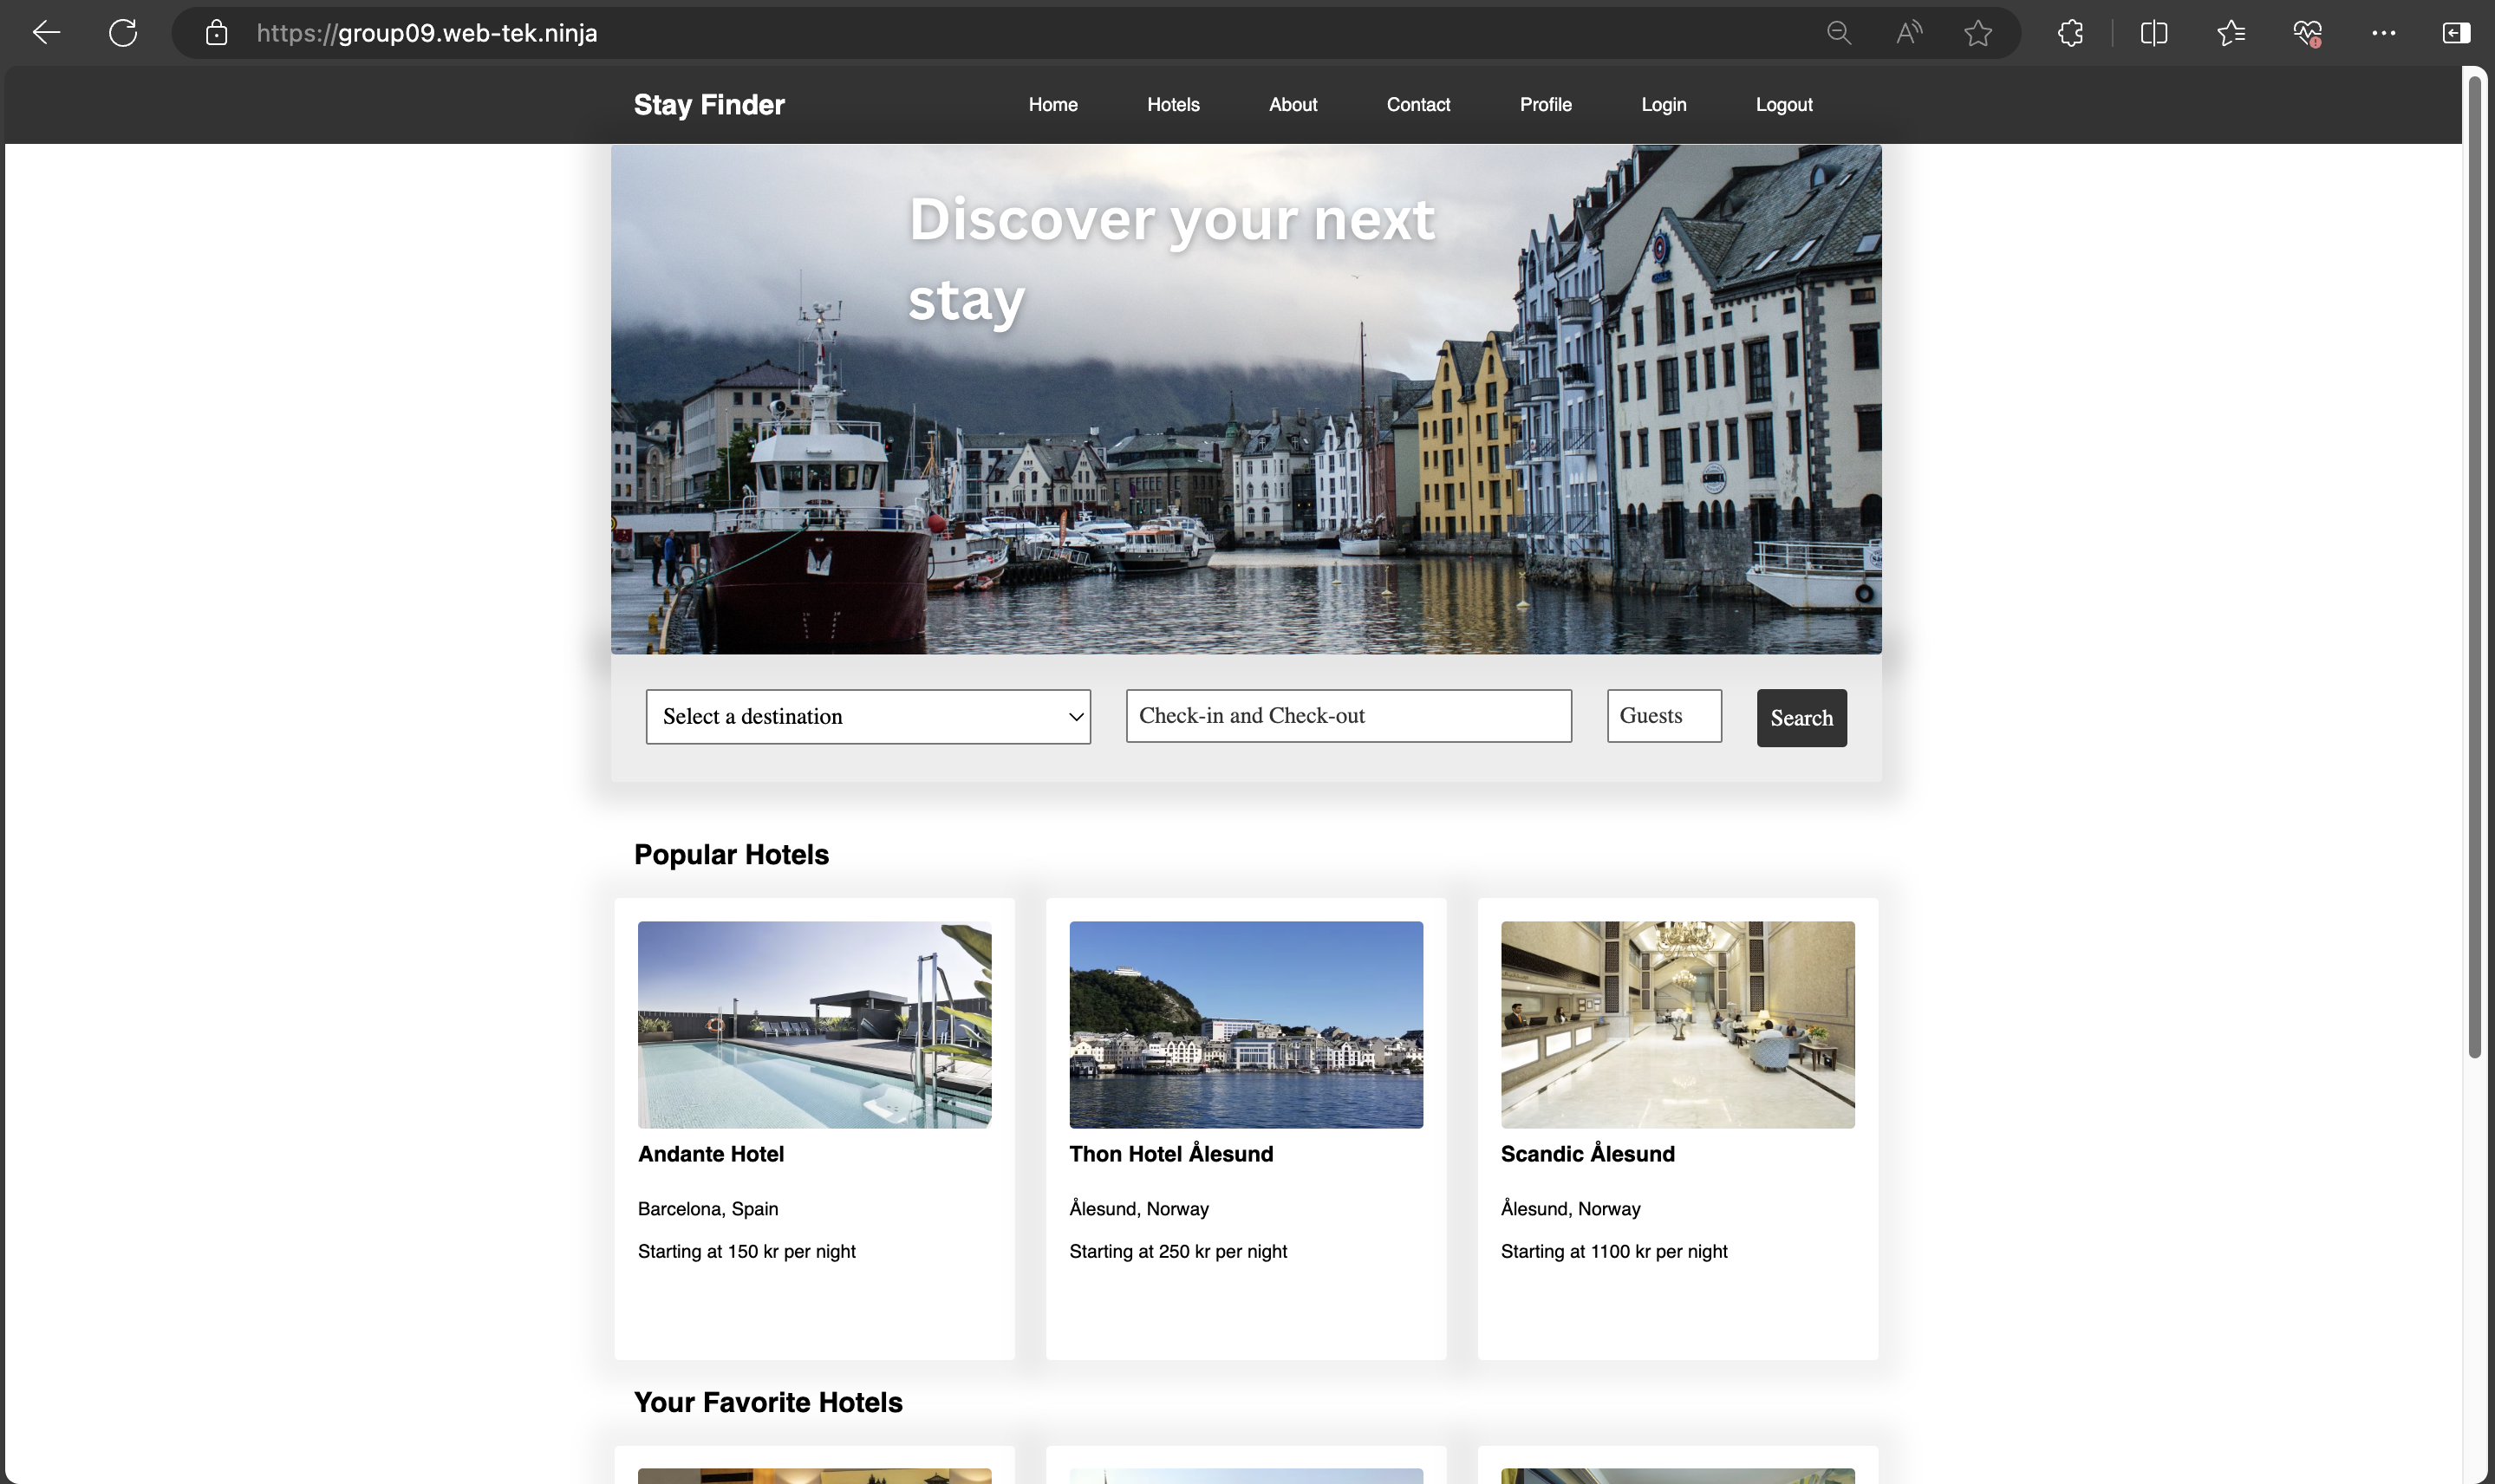 https://group09.web-tek.ninja
Stay Finder Home Hotels About Contact Profile Login Logout
Discover your next
stay
Select a destination Check-in and Check-out Guests Search
Popular Hotels
Andante Hotel
Barcelona, Spain
Starting at 150 kr per night
Thon Hotel Ålesund
Ålesund, Norway
Starting at 250 kr per night
Scandic Ålesund
Ålesund, Norway
Starting at 1100 kr per night
Your Favorite Hotels